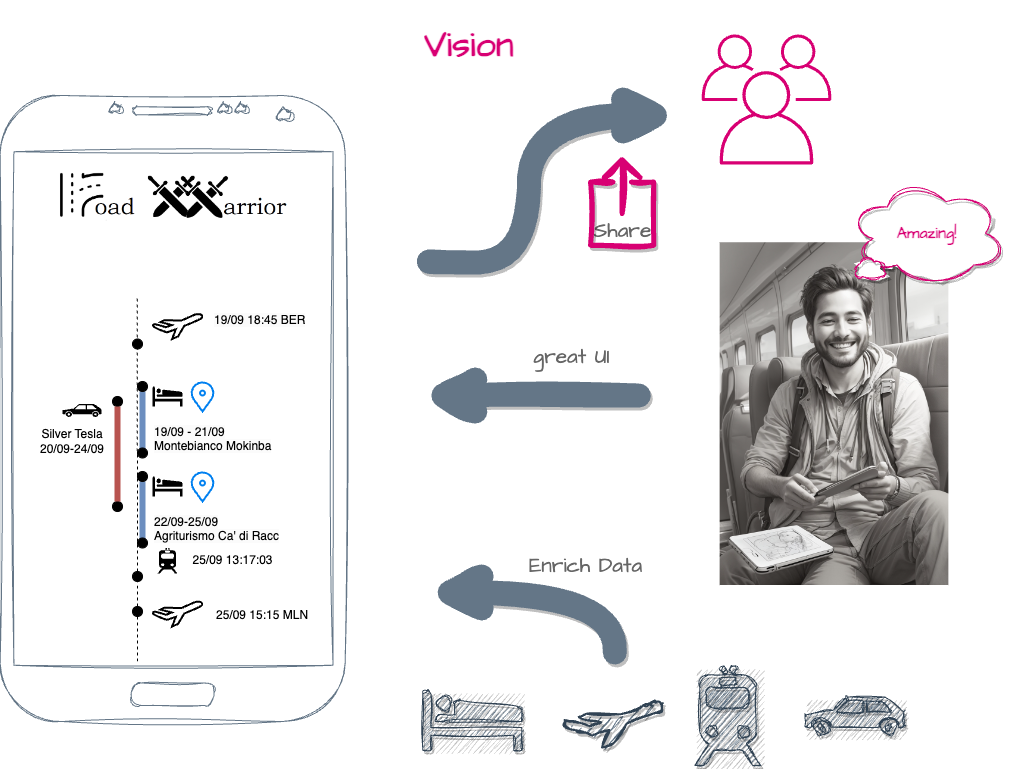 Vision
Road Warrior
Share
Amazing!
19/09 18:45 BER
great UI
Silver Tesla
20/09-24/09
19/09 - 21/09
Montebianco Mokinba
22/09-25/09
Agriturismo Ca' di Racc
25/09 13:17:03
Enrich Data
25/09 15:15 MLN